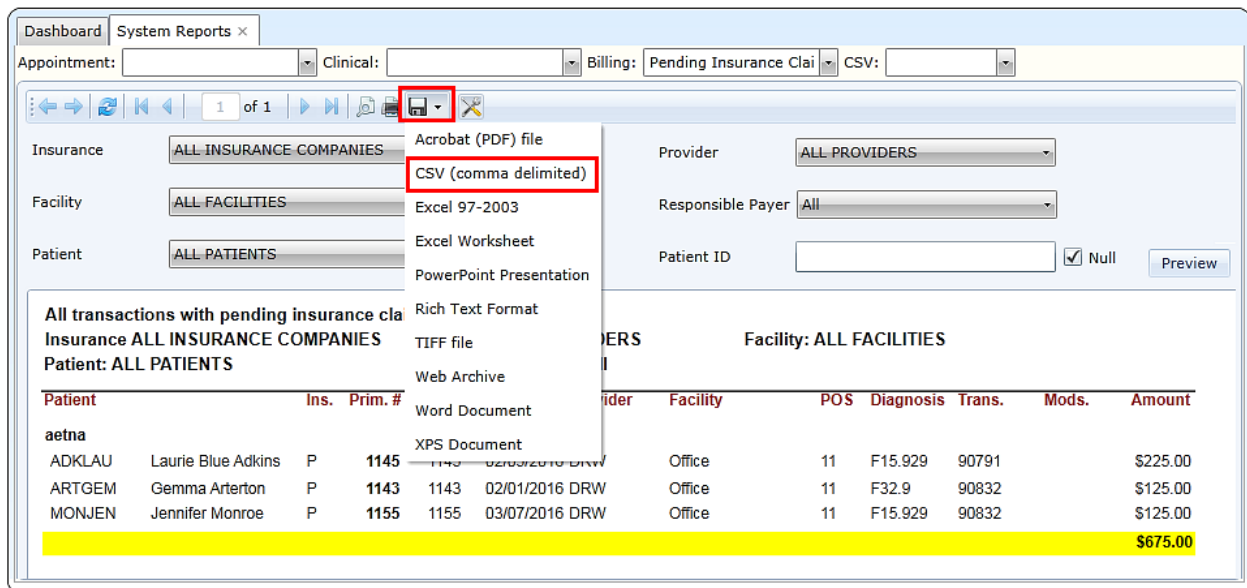 Dashboard System Reports ×
Appointment: Clinical: Billing: Pending Insurance Clai CSV:
1 of 1
Acrobat (PDF) file
Insurance ALL INSURANCE COMPANIES Provider ALL PROVIDERS
CSV (comma delimited)
Facility ALL FACILITIES Excel 97-2003 Responsible Payer All
Excel Worksheet
Patient ALL PATIENTS Patient ID Null Preview
PowerPoint Presentation
Rich Text Format
TIFF file
Web Archive
Word Document
XPS Document
All transactions with pending insurance cla
Insurance ALL INSURANCE COMPANIES DERS Facility: ALL FACILITIES
Patient: ALL PATIENTS
Patient Ins. Prim. # vider Facility POS Diagnosis Trans. Mods. Amount
aetna
ADKLAU Laurie Blue Adkins P 1145 DRW Office 11 F15.929 90791 $225.00
ARTGEM Gemma Arterton P 1143 1143 02/01/2016 DRW Office 11 F32.9 90832 $125.00
MONJEN Jennifer Monroe P 1155 1155 03/07/2016 DRW Office 11 F15.929 90832 $125.00
$675.00